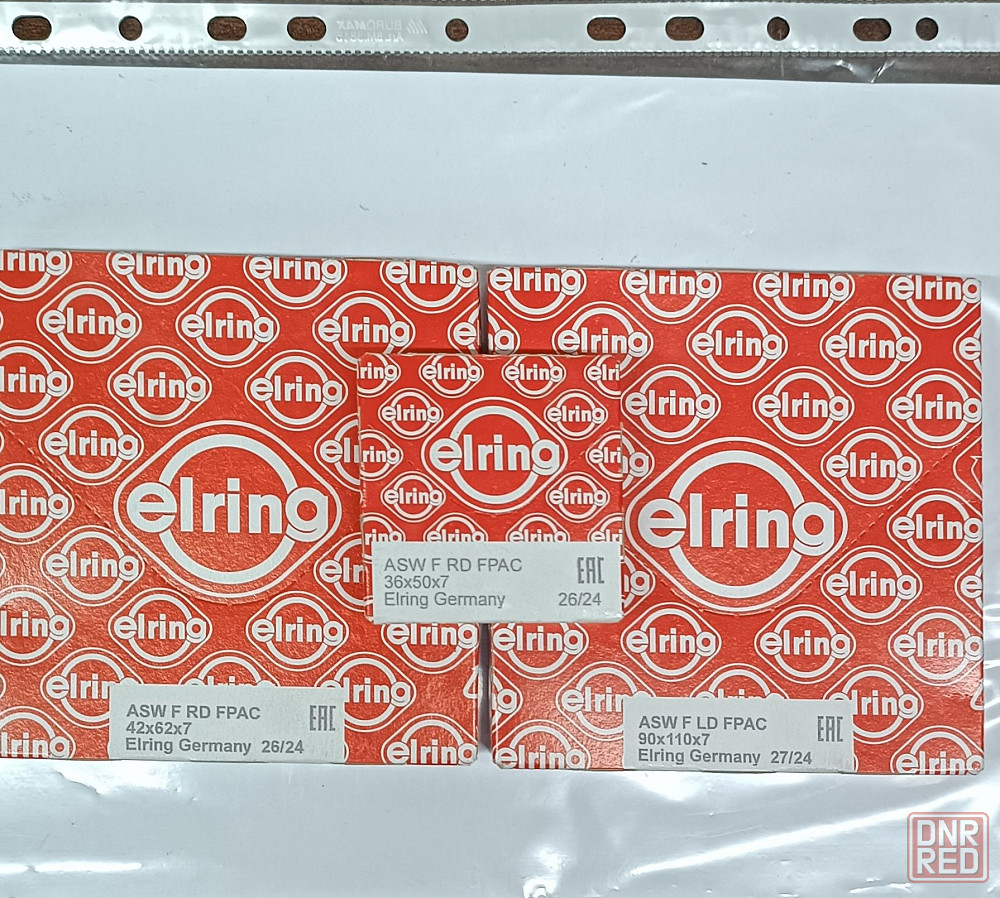 BUROMAX
elring
elring
elring
ASW F RD FPAC
36x50x7
Elring Germany 26/24
EAC
ASW F RD FPAC
42x62x7
Elring Germany 26/24
EAC
ASW F LD FPAC
90x110x7
Elring Germany 27/24
EAC
DNR
RED